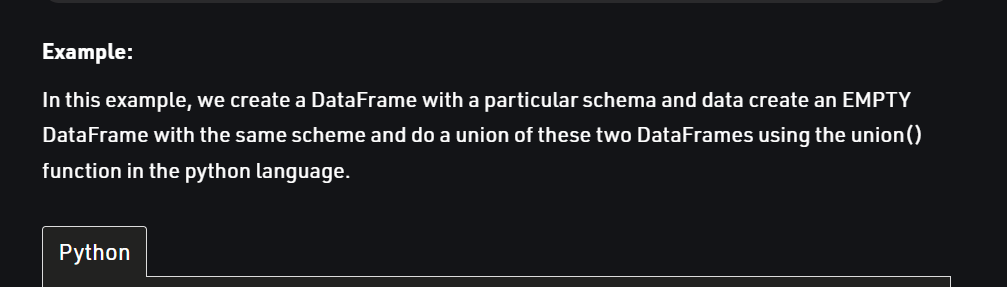 Example:
In this example, we create a DataFrame with a particular schema and data create an EMPTY
DataFrame with the same scheme and do a union of these two DataFrames using the union()
function in the python language.
Python